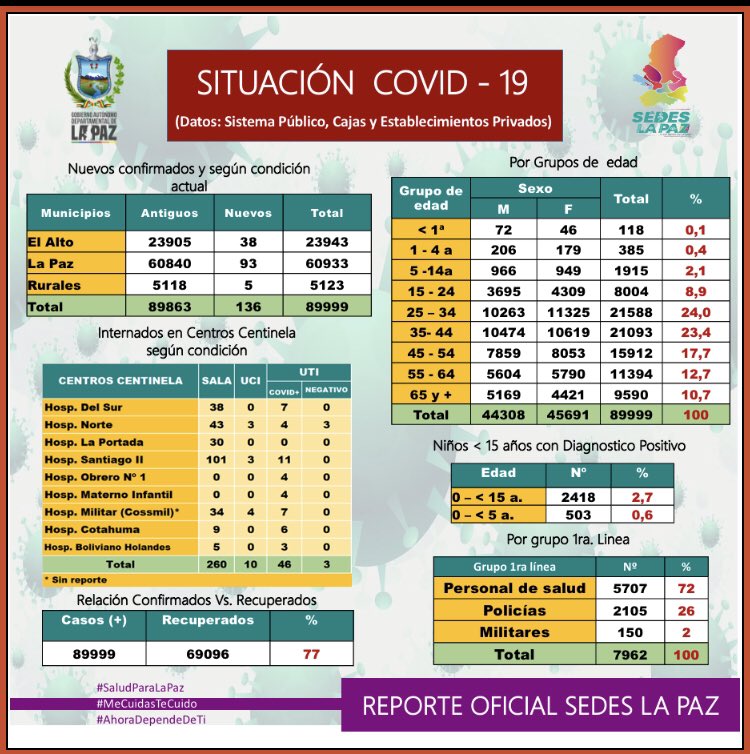 GOBIERNO AUTÓNOMO
DEPARTAMENTAL DE
LA PAZ
SITUACIÓN COVID - 19
(Datos: Sistema Público, Cajas y Establecimientos Privados)
SEDES
LA PAZ
Nuevos confirmados y según condición
actual
Municipios Antiguos Nuevos Total
El Alto 23905 38 23943
La Paz 60840 93 60933
Rurales 5118 5 5123
Total 89863 136 89999
Internados en Centros Centinela
según condición
CENTROS CENTINELA SALA UCI UTI
COVID+ NEGATIVO
Hosp. Del Sur 38 0 7 0
Hosp. Norte 43 3 4 3
Hosp. La Portada 30 0 0 0
Hosp. Santiago II 101 3 11 0
Hosp. Obrero Nº 1 0 0 4 0
Hosp. Materno Infantil 0 0 4 0
Hosp. Militar (Cossmil)* 34 4 7 0
Hosp. Cotahuma 9 0 6 0
Hosp. Boliviano Holandes 5 0 3 0
Total 260 10 46 3
* Sin reporte
Relación Confirmados Vs. Recuperados
Casos (+) Recuperados %
89999 69096 77
Por Grupos de edad
Grupo de edad Sexo Total %
M F
< 1ª 72 46 118 0,1
1 - 4 a 206 179 385 0,4
5 -14a 966 949 1915 2,1
15 - 24 3695 4309 8004 8,9
25 – 34 10263 11325 21588 24,0
35- 44 10474 10619 21093 23,4
45 - 54 7859 8053 15912 17,7
55 - 64 5604 5790 11394 12,7
65 y + 5169 4421 9590 10,7
Total 44308 45691 89999 100
Niños < 15 años con Diagnostico Positivo
Edad Nº %
0 – < 15 a. 2418 2,7
0 – < 5 a. 503 0,6
Por grupo 1ra. Linea
Grupo 1ra línea Nº %
Personal de salud 5707 72
Policías 2105 26
Militares 150 2
Total 7962 100
#SaludParaLaPaz
#MeCuidasTeCuido
#AhoraDependeDeTi
REPORTE OFICIAL SEDES LA PAZ